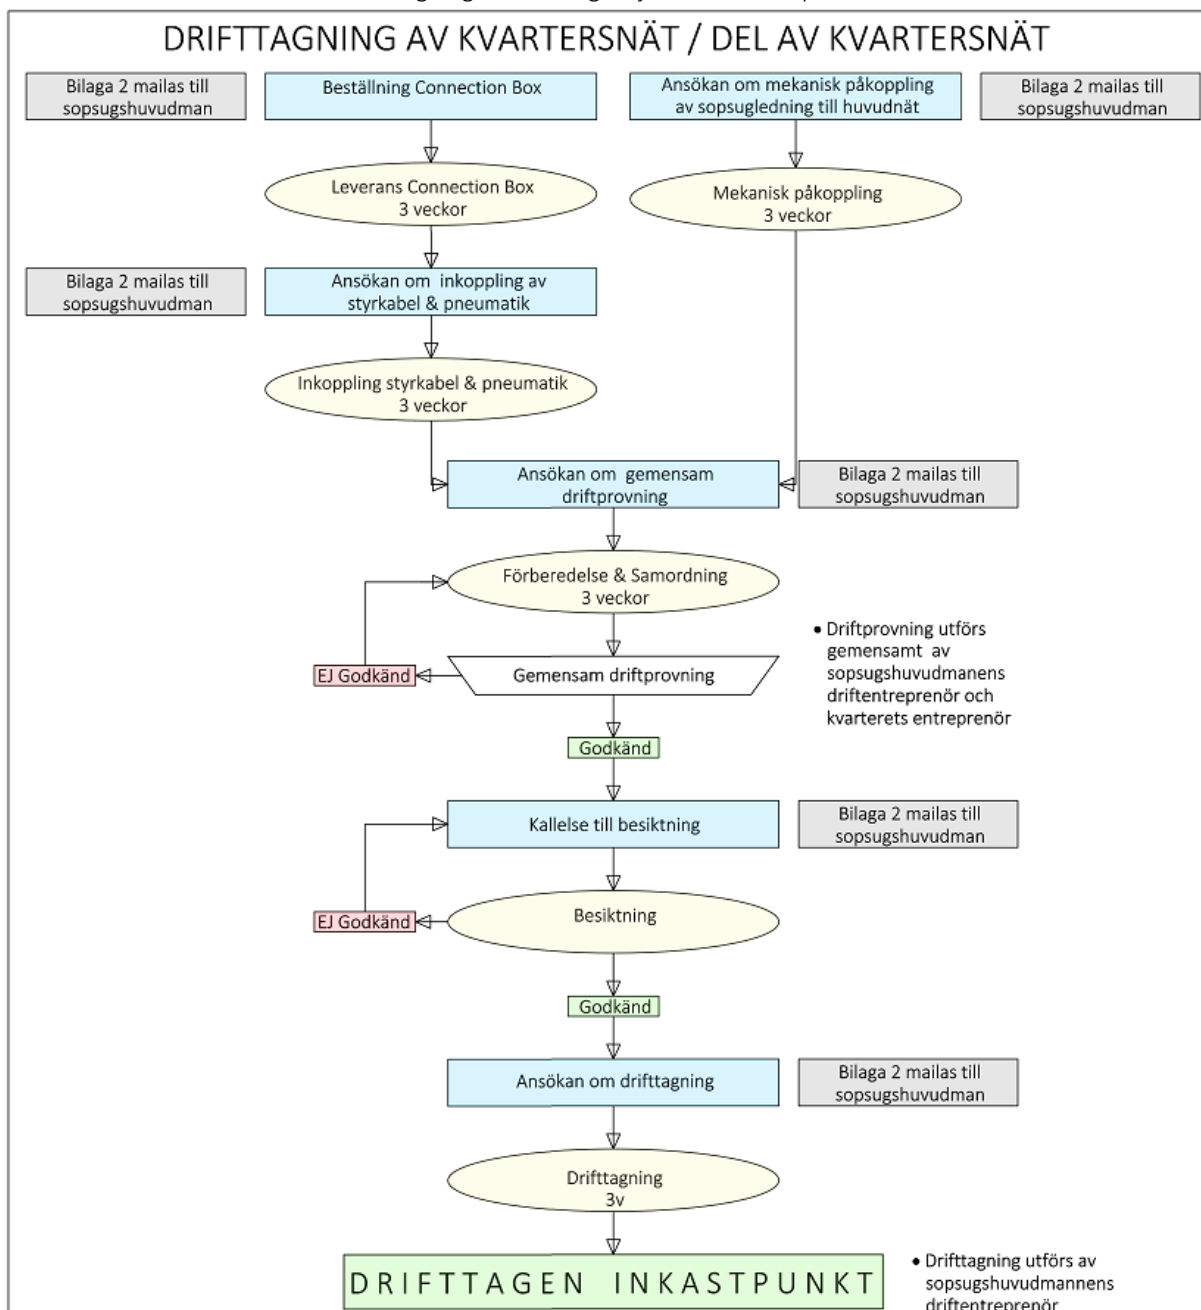 DRIFTTAGNING AV KVARTERSNÄT / DEL AV KVARTERSNÄT
Bilaga 2 mailas till
sopsugshuvudman
Beställning Connection Box
Ansökan om mekanisk påkoppling
av sopsugledning till huvudnät
Bilaga 2 mailas till
sopsugshuvudman
Leverans Connection Box
3 veckor
Mekanisk påkoppling
3 veckor
Bilaga 2 mailas till
sopsugshuvudman
Ansökan om inkoppling av
styrkabel & pneumatik
Inkoppling styrkabel & pneumatik
3 veckor
Ansökan om gemensam
driftprovning
Bilaga 2 mailas till
sopsugshuvudman
Förberedelse & Samordning
3 veckor
• Driftprovning utförs
gemensamt av
sopsugshuvudmanens
driftentreprenör och
kvarterets entreprenör
EJ Godkänd
Gemensam driftprovning
Godkänd
Kallelse till besiktning
Bilaga 2 mailas till
sopsugshuvudman
EJ Godkänd
Besiktning
Godkänd
Ansökan om drifttagning
Bilaga 2 mailas till
sopsugshuvudman
Drifttagning
3v
DRIFTTAGEN INKASTPUNKT
• Drifttagning utförs av
sopsugshuvudmannens
driftentreprenör